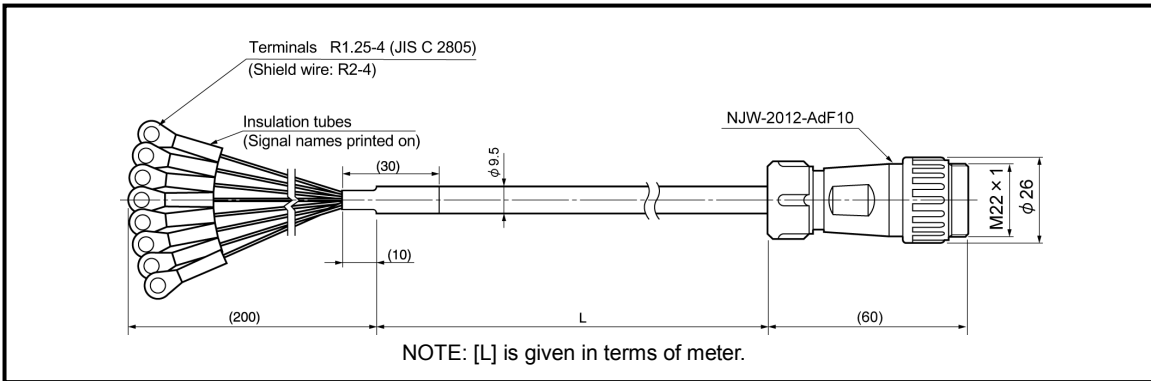 Terminals R1.25-4 (JIS C 2805)
(Shield wire: R2-4)
Insulation tubes
(Signal names printed on)
NJW-2012-AdF10
(30)
φ9.5
M22×1
φ26
(10)
(200)
L
(60)
NOTE: [L] is given in terms of meter.